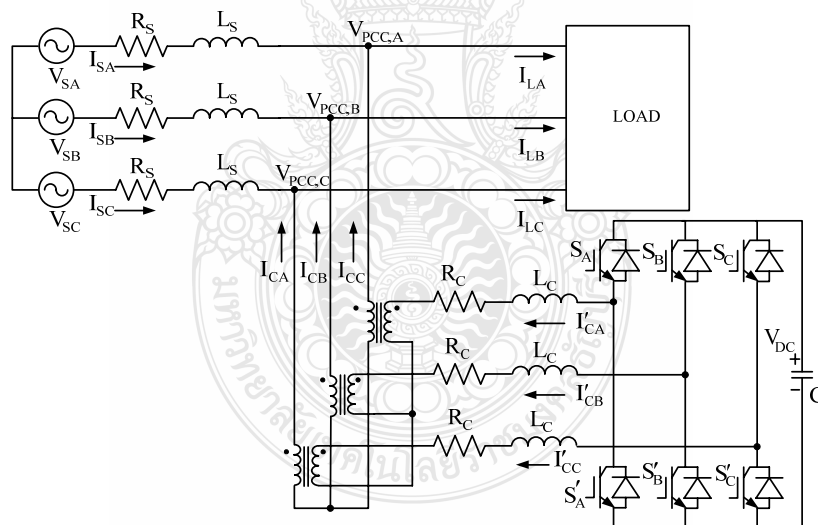 R_S
L_S
V_PCC,A
I_SA
V_SA
I_LA
R_S
L_S
V_PCC,B
LOAD
I_SB
V_SB
I_LB
R_S
L_S
V_PCC,C
I_SC
V_SC
I_LC
S_A
S_B
S_C
I_CA
I_CB
I_CC
R_C
L_C
I'_CA
V_DC
+
R_C
L_C
C
−
I'_CB
R_C
L_C
I'_CC
S'_A
S'_B
S'_C